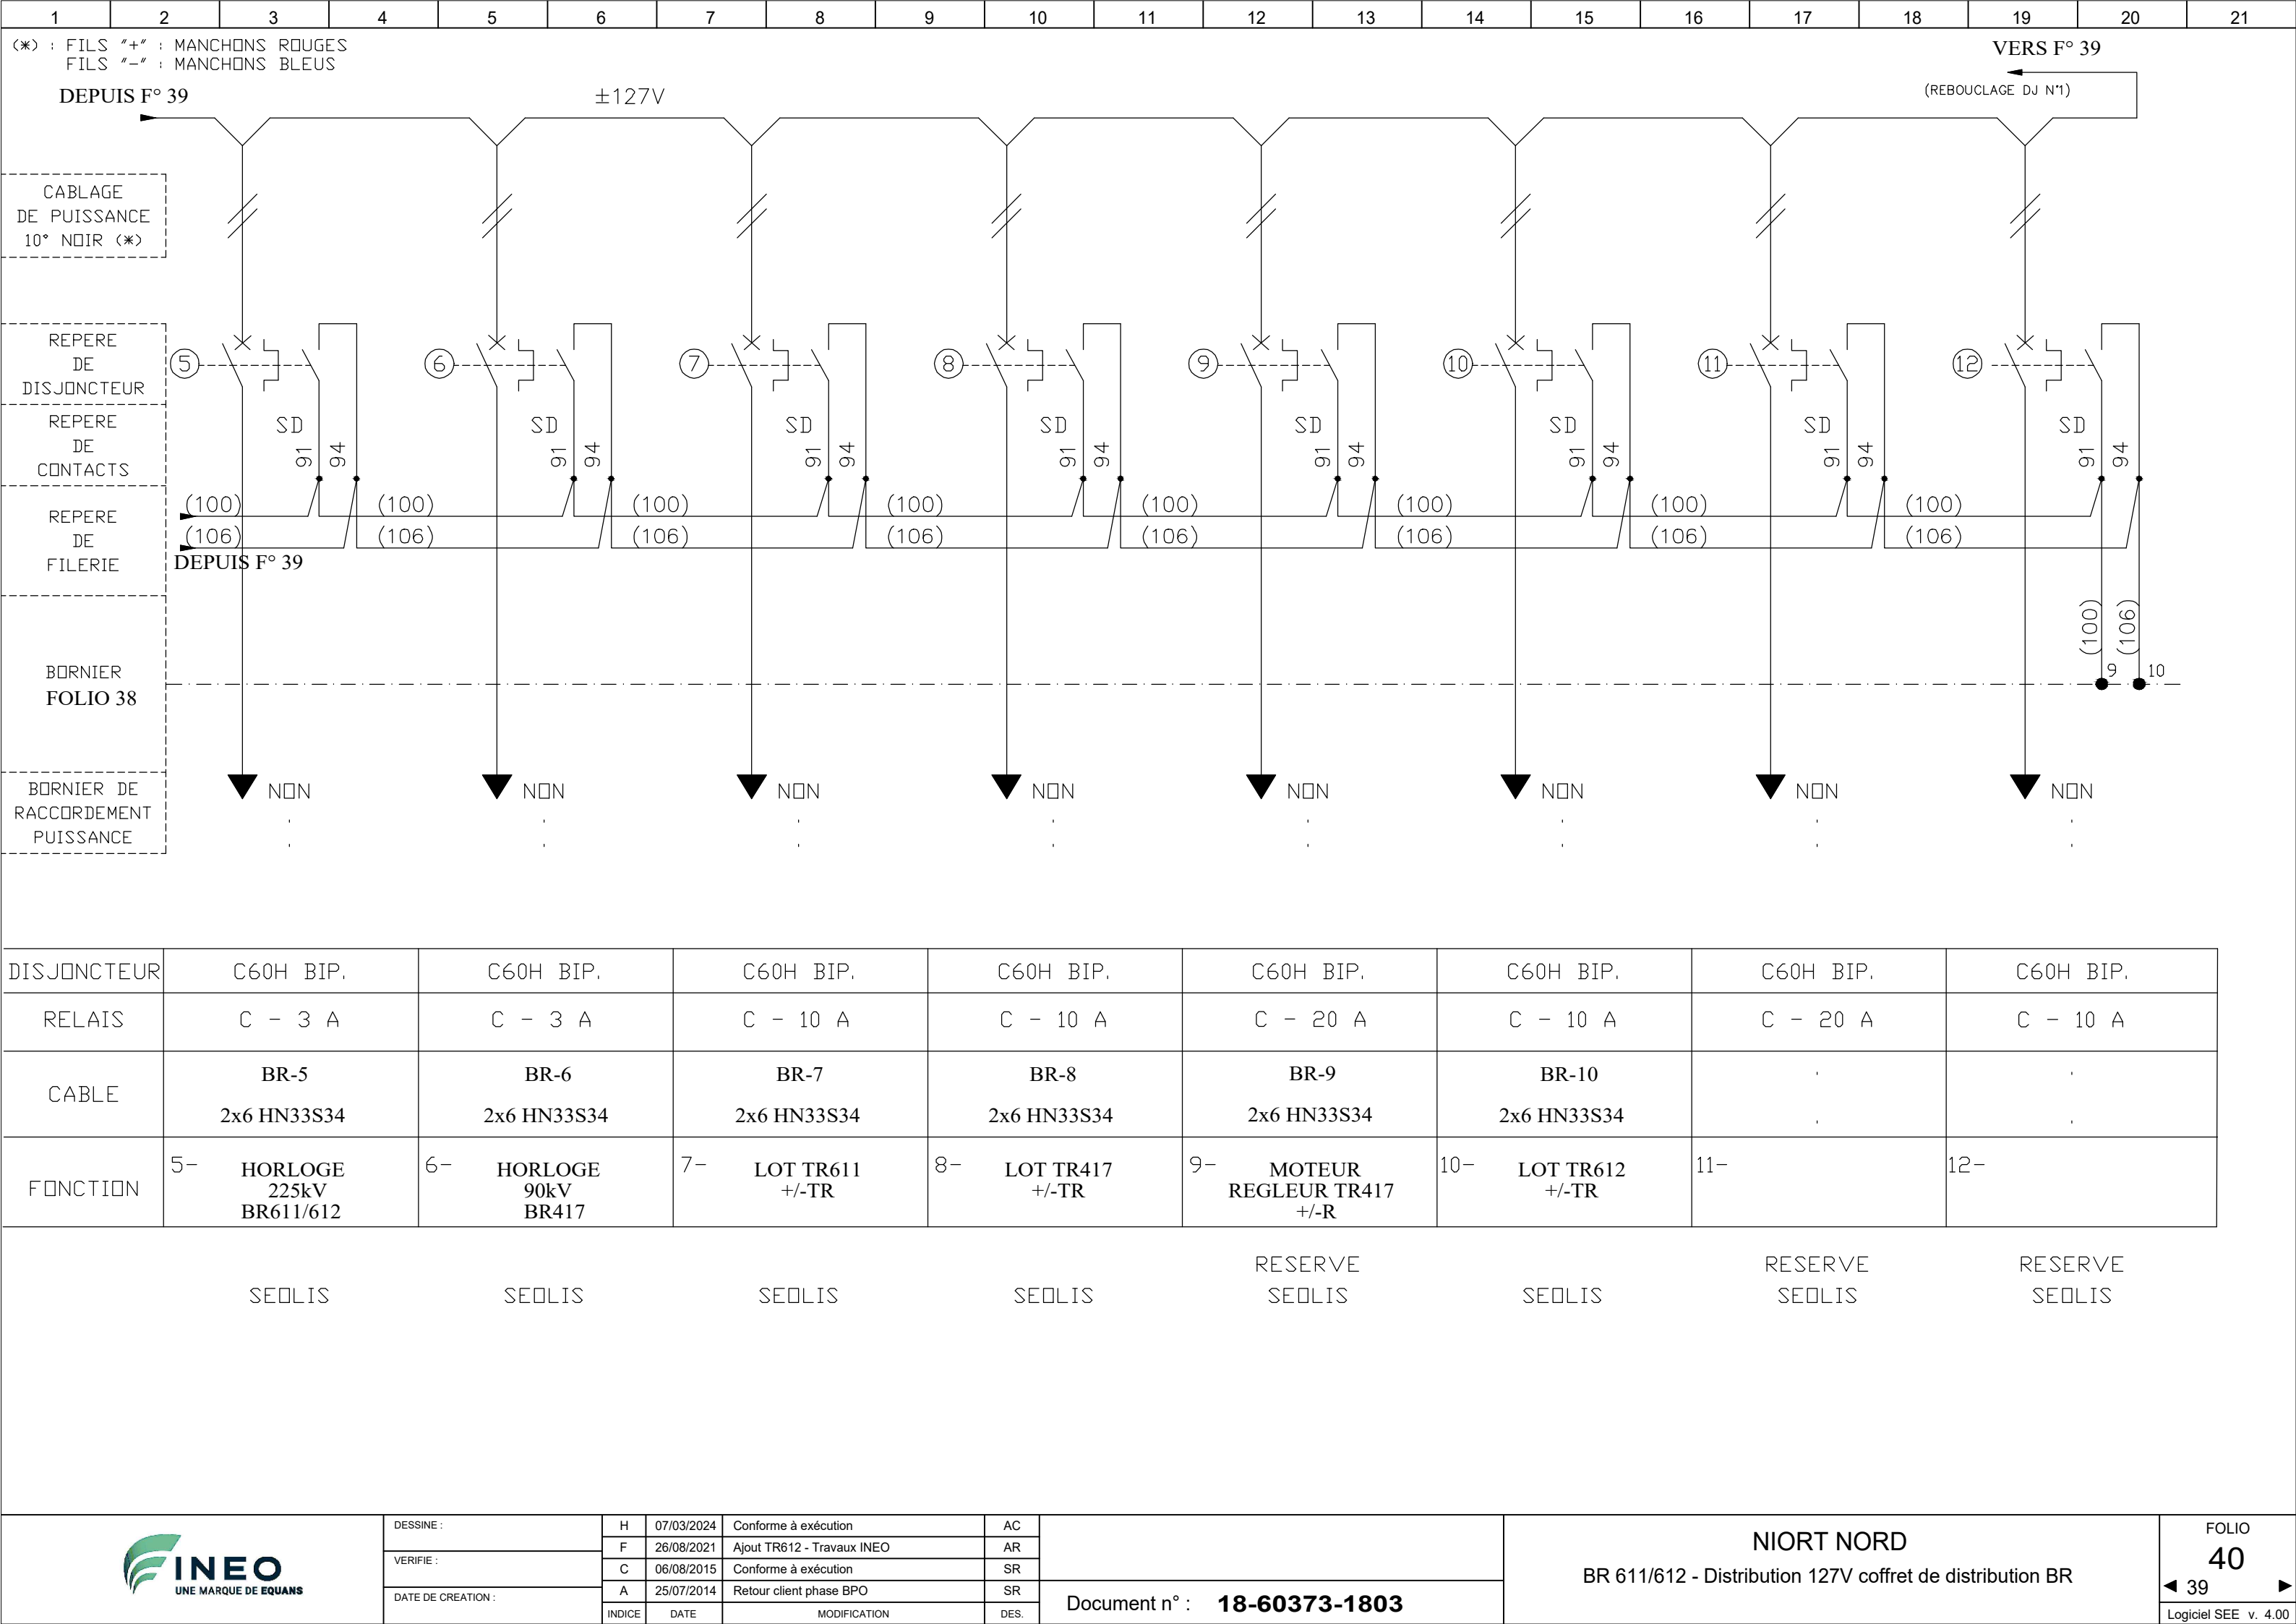 1 2 3 4 5 6 7 8 9 10 11 12 13 14 15 16 17 18 19 20 21
(*) : FILS "+" : MANCHONS ROUGES
FILS "-" : MANCHONS BLEUS
VERS F° 39
DEPUIS F° 39
±127V
(REBOUCLAGE DJ N°1)
CABLAGE
DE PUISSANCE
10° NOIR (*)
REPERE
DE
DISJONCTEUR
5 6 7 8 9 10 11 12
REPERE
DE
CONTACTS
SD SD SD SD SD SD SD SD
91 94 91 94 91 94 91 94 91 94 91 94 91 94 91 94
REPERE
DE
FILERIE
(100) (100) (100) (100) (100) (100) (100) (100)
(106) (106) (106) (106) (106) (106) (106) (106)
DEPUIS F° 39
(100) (106)
BORNIER
FOLIO 38
9 10
BORNIER DE
RACCORDEMENT
PUISSANCE
NON NON NON NON NON NON NON NON
DISJONCTEUR C60H BIP. C60H BIP. C60H BIP. C60H BIP. C60H BIP. C60H BIP. C60H BIP. C60H BIP.
RELAIS C - 3 A C - 3 A C - 10 A C - 10 A C - 20 A C - 10 A C - 20 A C - 10 A
CABLE
BR-5 BR-6 BR-7 BR-8 BR-9 BR-10
2x6 HN33S34 2x6 HN33S34 2x6 HN33S34 2x6 HN33S34 2x6 HN33S34 2x6 HN33S34
FONCTION
5- HORLOGE
225kV
BR611/612
6- HORLOGE
90kV
BR417
7- LOT TR611
+/-TR
8- LOT TR417
+/-TR
9- MOTEUR
REGLEUR TR417
+/-R
10- LOT TR612
+/-TR
11-
12-
RESERVE RESERVE RESERVE
SEOLIS SEOLIS SEOLIS SEOLIS SEOLIS SEOLIS SEOLIS SEOLIS
INEO
UNE MARQUE DE EQUANS
DESSINE :
VERIFIE :
DATE DE CREATION :
H 07/03/2024 Conforme à exécution AC
F 26/08/2021 Ajout TR612 - Travaux INEO AR
C 06/08/2015 Conforme à exécution SR
A 25/07/2014 Retour client phase BPO SR
INDICE DATE MODIFICATION DES.
Document n° : 18-60373-1803
NIORT NORD
BR 611/612 - Distribution 127V coffret de distribution BR
FOLIO
40
39
Logiciel SEE v. 4.00